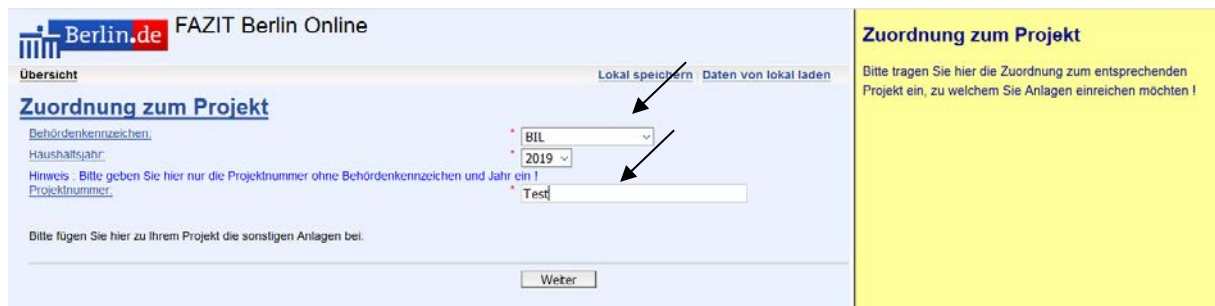 Berlin.de FAZIT Berlin Online
Übersicht Lokal speichern Daten von lokal laden
Zuordnung zum Projekt
Behördenkennzeichen: * BIL
Haushaltsjahr: * 2019
Hinweis : Bitte geben Sie hier nur die Projektnummer ohne Behördenkennzeichen und Jahr ein !
Projektnummer: * Test
Bitte fügen Sie hier zu Ihrem Projekt die sonstigen Anlagen bei.
Weiter
Zuordnung zum Projekt
Bitte tragen Sie hier die Zuordnung zum entsprechenden
Projekt ein, zu welchem Sie Anlagen einreichen möchten !